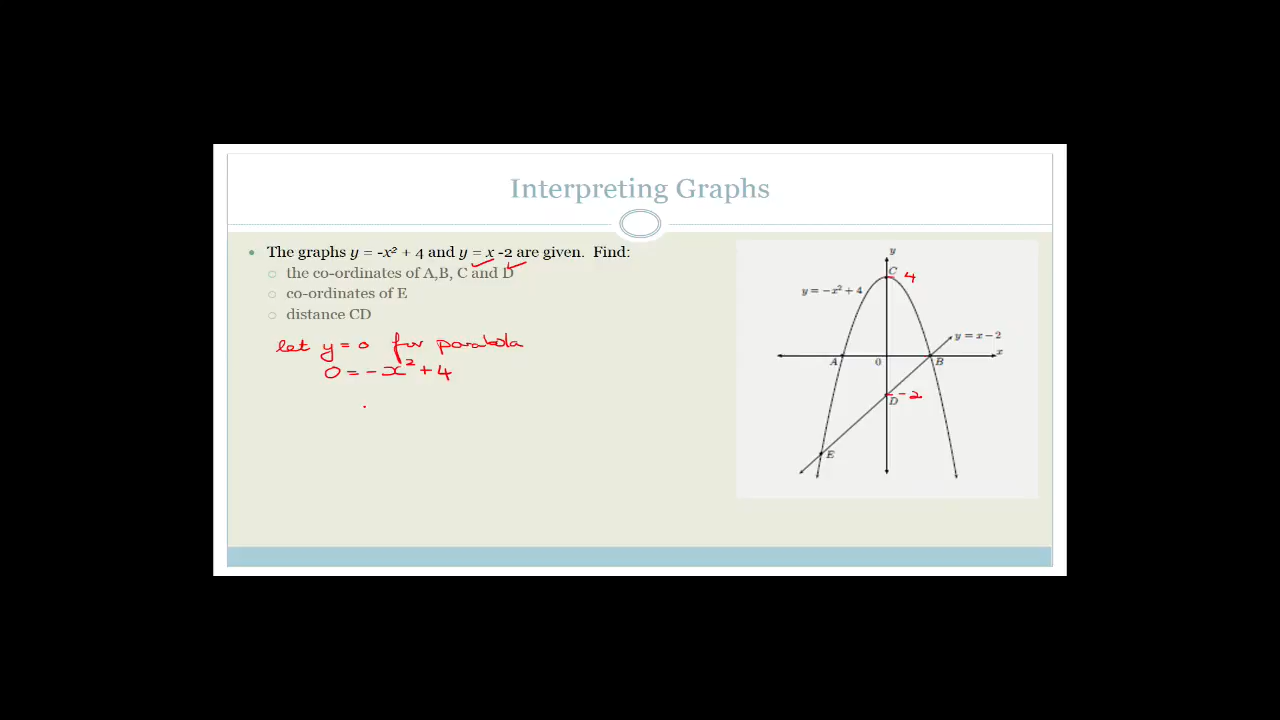 Interpreting Graphs
The graphs y = -x² + 4 and y = x -2 are given. Find:
the co-ordinates of A,B, C and D
co-ordinates of E
distance CD
let y = 0 for parabola
0 = -x² + 4
y
C 4
y = -x² + 4
y = x - 2
x
A 0 B
D -2
E